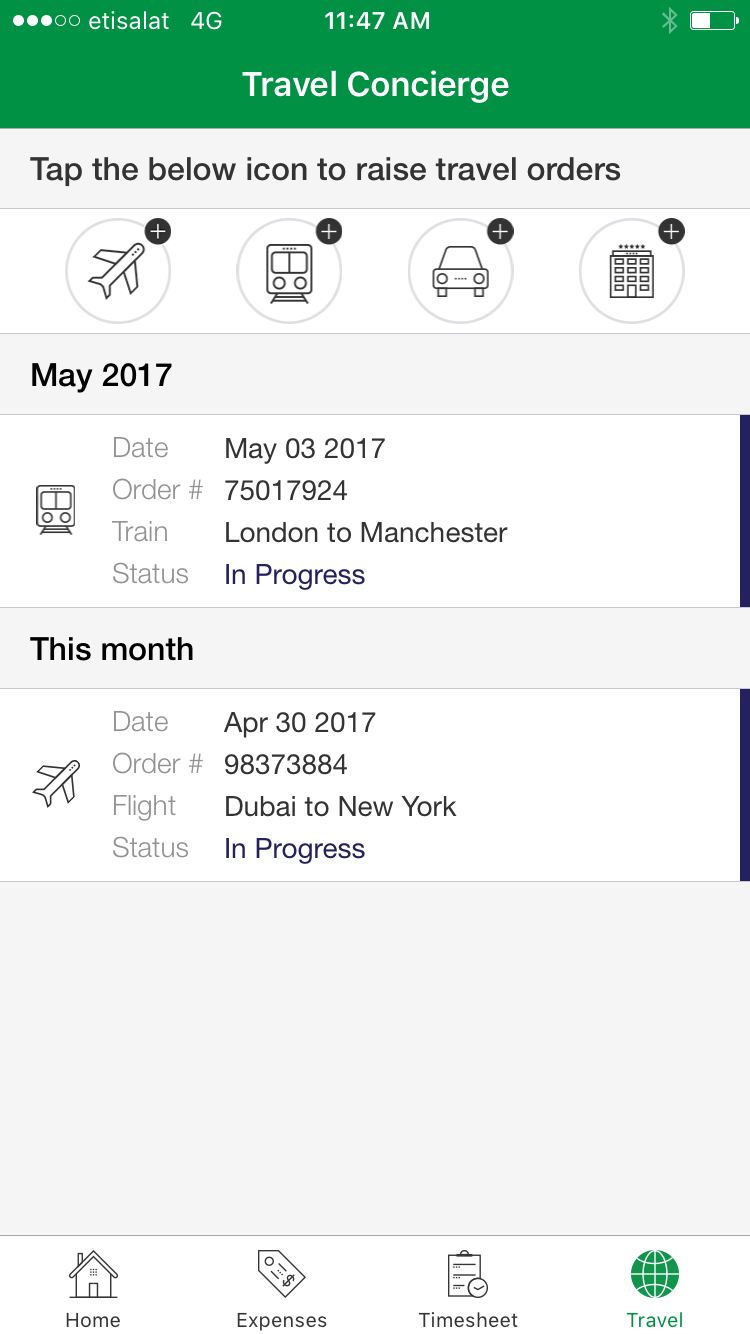 etisalat 4G 11:47 AM
Travel Concierge
Tap the below icon to raise travel orders
May 2017
Date May 03 2017
Order # 75017924
Train London to Manchester
Status In Progress
This month
Date Apr 30 2017
Order # 98373884
Flight Dubai to New York
Status In Progress
Home Expenses Timesheet Travel